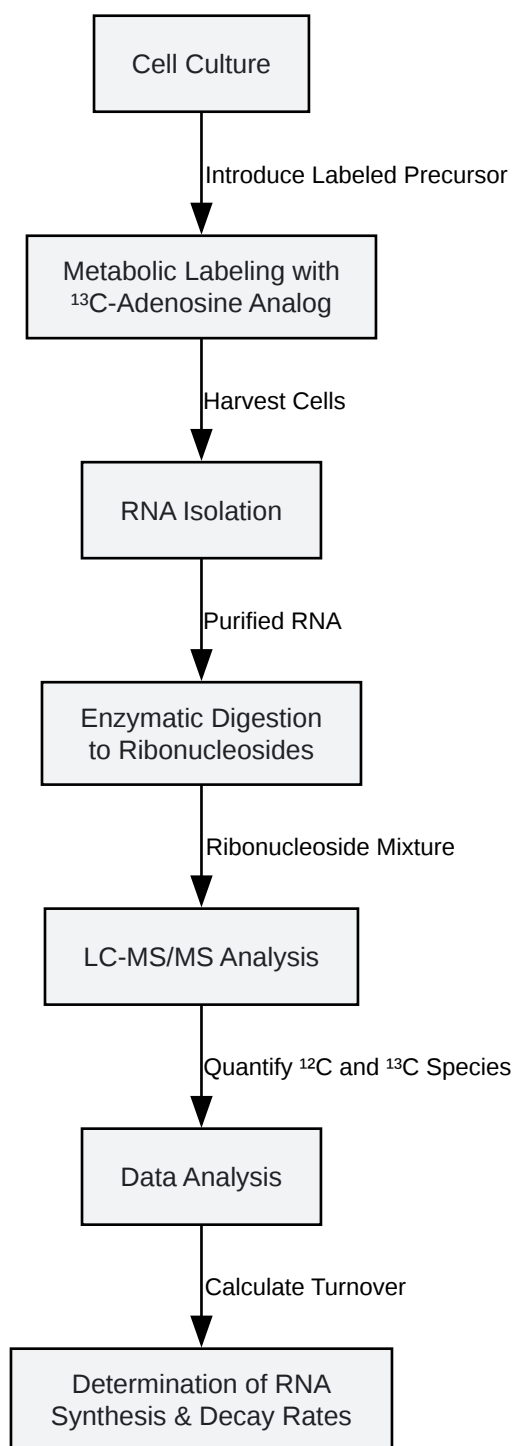 Cell Culture
Introduce Labeled Precursor
Metabolic Labeling with
¹³C-Adenosine Analog
Harvest Cells
RNA Isolation
Purified RNA
Enzymatic Digestion
to Ribonucleosides
Ribonucleoside Mixture
LC-MS/MS Analysis
Quantify ¹²C and ¹³C Species
Data Analysis
Calculate Turnover
Determination of RNA
Synthesis & Decay Rates